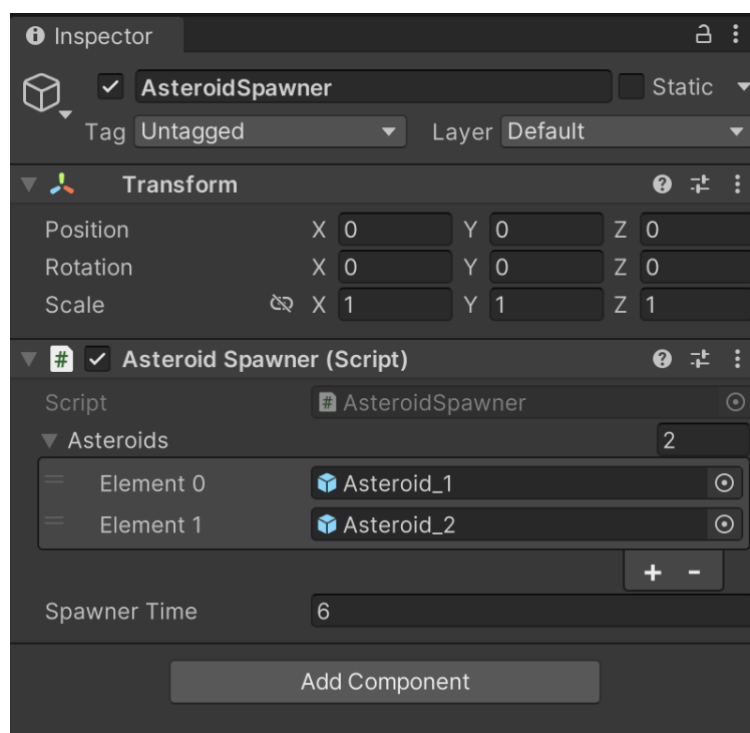 Inspector
AsteroidSpawner Static
Tag Untagged Layer Default
Transform
Position X 0 Y 0 Z 0
Rotation X 0 Y 0 Z 0
Scale X 1 Y 1 Z 1
# Asteroid Spawner (Script)
Script # AsteroidSpawner
Asteroids 2
Element 0 Asteroid_1
Element 1 Asteroid_2
+ -
Spawner Time 6
Add Component